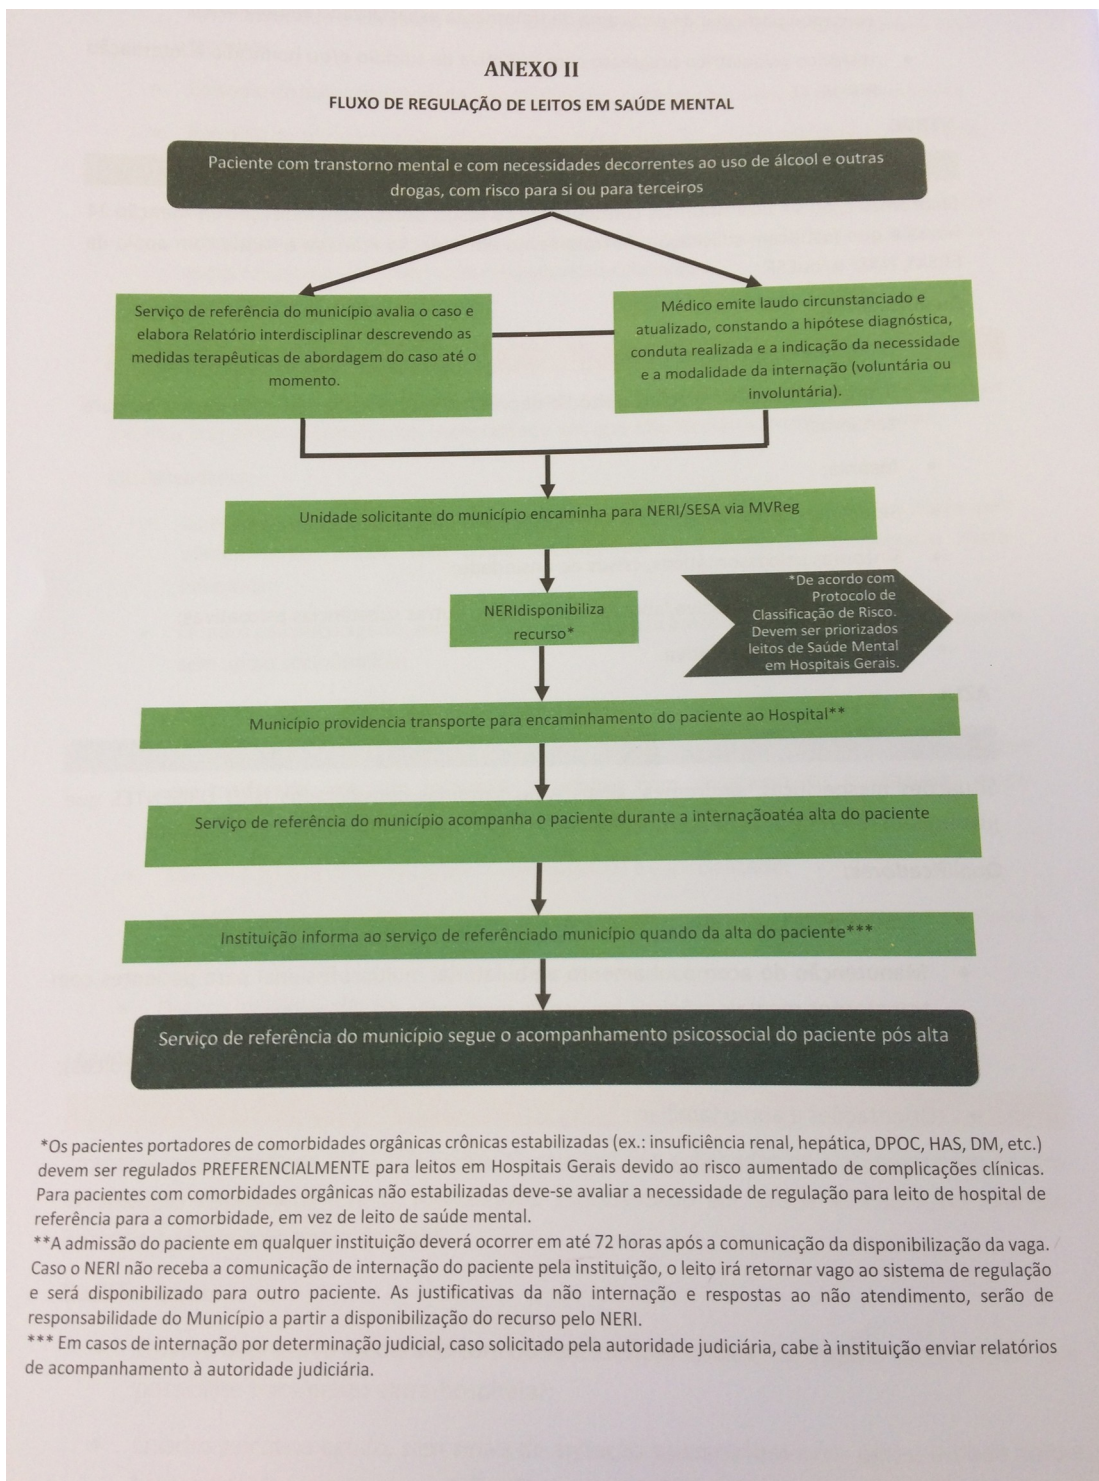 ANEXO II
FLUXO DE REGULAÇÃO DE LEITOS EM SAÚDE MENTAL
Paciente com transtorno mental e com necessidades decorrentes ao uso de álcool e outras
drogas, com risco para si ou para terceiros
Serviço de referência do município avalia o caso e
elabora Relatório interdisciplinar descrevendo as
medidas terapêuticas de abordagem do caso até o
momento.
Médico emite laudo circunstanciado e
atualizado, constando a hipótese diagnóstica,
conduta realizada e a indicação da necessidade
e a modalidade da internação (voluntária ou
involuntária).
Unidade solicitante do município encaminha para NERI/SESA via MVReg
NERIdisponibiliza
recurso*
*De acordo com
Protocolo de
Classificação de Risco.
Devem ser priorizados
leitos de Saúde Mental
em Hospitais Gerais.
Município providencia transporte para encaminhamento do paciente ao Hospital**
Serviço de referência do município acompanha o paciente durante a internaçãoatéa alta do paciente
Instituição informa ao serviço de referênciado município quando da alta do paciente***
Serviço de referência do município segue o acompanhamento psicossocial do paciente pós alta
*Os pacientes portadores de comorbidades orgânicas crônicas estabilizadas (ex.: insuficiência renal, hepática, DPOC, HAS, DM, etc.)
devem ser regulados PREFERENCIALMENTE para leitos em Hospitais Gerais devido ao risco aumentado de complicações clínicas.
Para pacientes com comorbidades orgânicas não estabilizadas deve-se avaliar a necessidade de regulação para leito de hospital de
referência para a comorbidade, em vez de leito de saúde mental.
**A admissão do paciente em qualquer instituição deverá ocorrer em até 72 horas após a comunicação da disponibilização da vaga.
Caso o NERI não receba a comunicação de internação do paciente pela instituição, o leito irá retornar vago ao sistema de regulação
e será disponibilizado para outro paciente. As justificativas da não internação e respostas ao não atendimento, serão de
responsabilidade do Município a partir a disponibilização do recurso pelo NERI.
*** Em casos de internação por determinação judicial, caso solicitado pela autoridade judiciária, cabe à instituição enviar relatórios
de acompanhamento à autoridade judiciária.